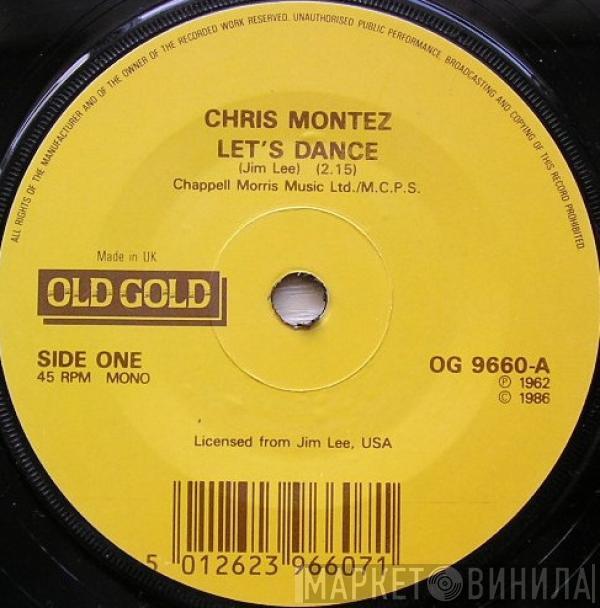 ALL RIGHTS OF THE MANUFACTURER AND OF THE OWNER OF THE RECORDED WORK RESERVED. UNAUTHORISED PUBLIC PERFORMANCE, BROADCASTING AND COPYING OF THIS RECORD PROHIBITED.
CHRIS MONTEZ
LET'S DANCE
(Jim Lee) (2.15)
Chappell Morris Music Ltd./M.C.P.S.
Made in UK
OLD GOLD
SIDE ONE
45 RPM MONO
OG 9660-A
Ⓟ 1962
© 1986
Licensed from Jim Lee, USA
5 012623 966071
МАРКЕТ ВИНИЛА